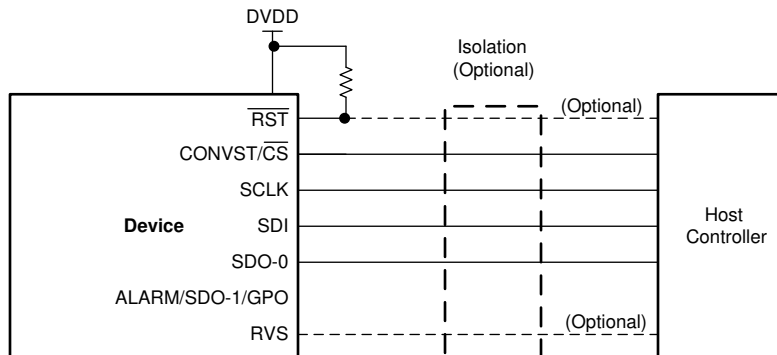 DVDD
Isolation
(Optional)
RST
(Optional)
CONVST/CS
SCLK
Device
SDI
Host
Controller
SDO-0
ALARM/SDO-1/GPO
(Optional)
RVS